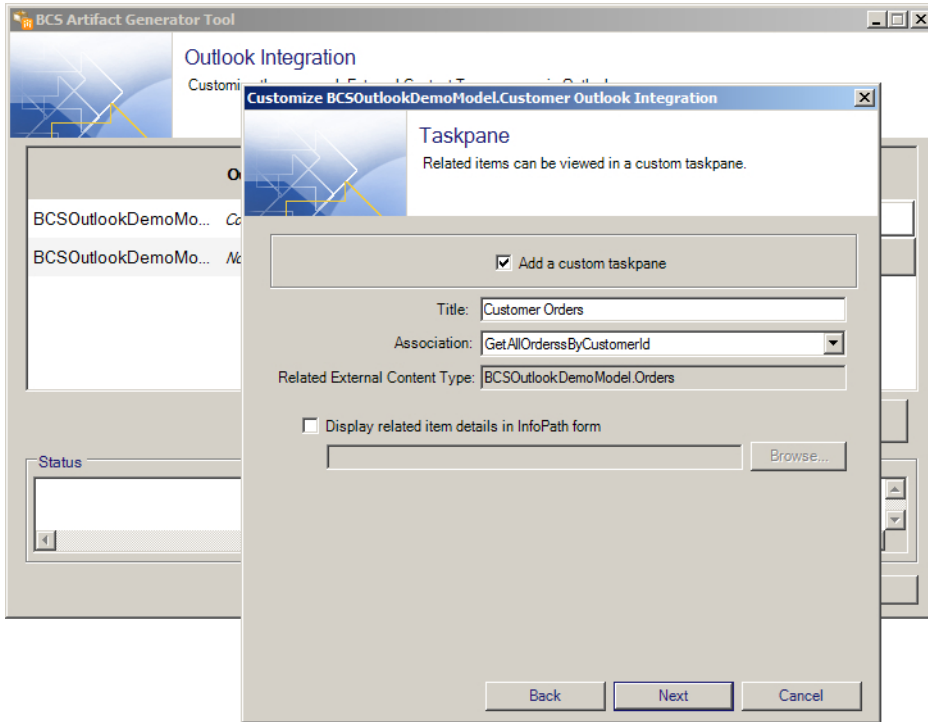 BCS Artifact Generator Tool
Outlook Integration
Customize BCSOutlookDemoModel.Customer Outlook Integration
Taskpane
Related items can be viewed in a custom taskpane.
BCSOutlookDemoMo...
BCSOutlookDemoMo...
Add a custom taskpane
Title: Customer Orders
Association: GetAllOrderssByCustomerId
Related External Content Type: BCSOutlookDemoModel.Orders
Display related item details in InfoPath form
Browse...
Status
Back Next Cancel